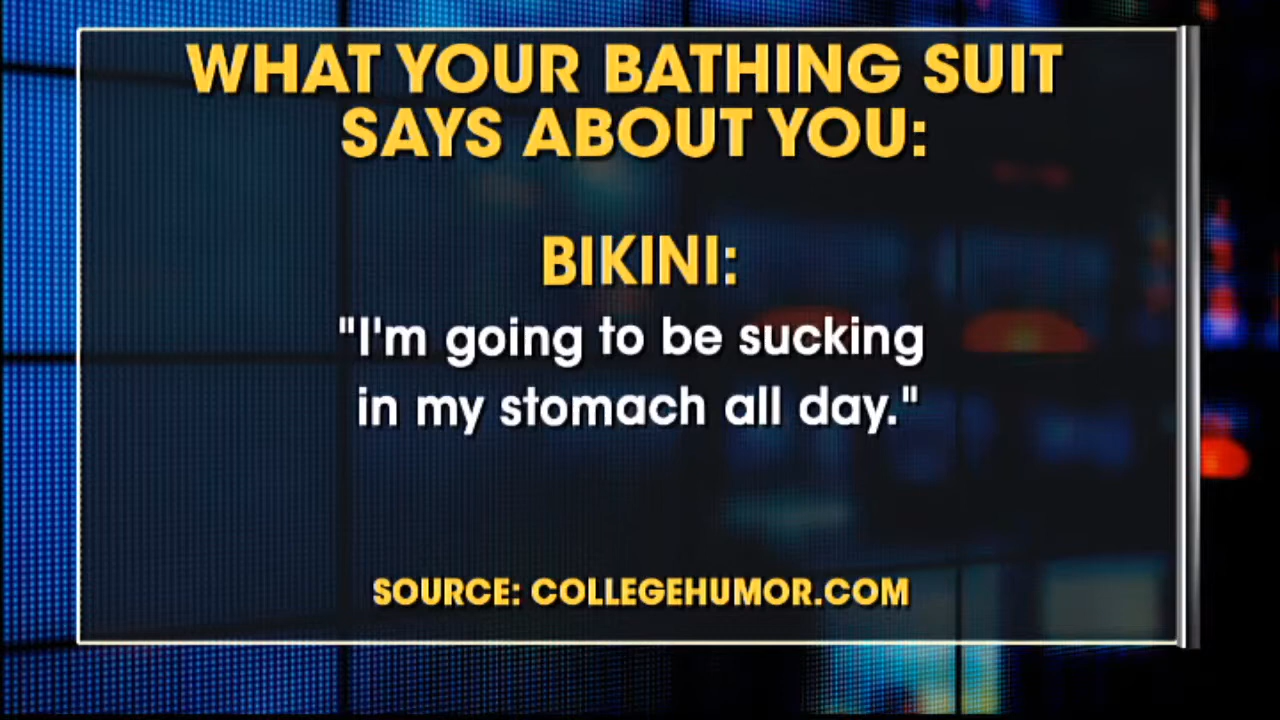 WHAT YOUR BATHING SUIT
SAYS ABOUT YOU:
BIKINI:
"I'm going to be sucking
in my stomach all day."
SOURCE: COLLEGEHUMOR.COM